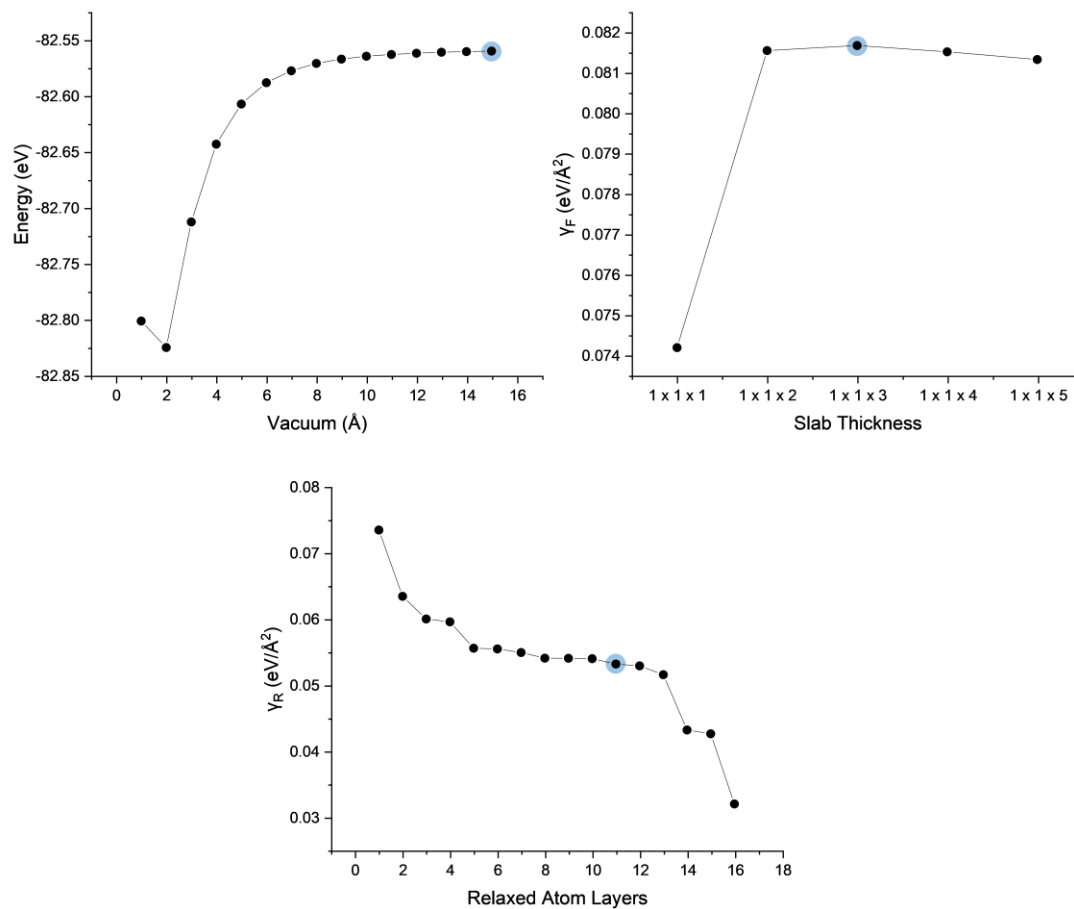 -82.55
-82.60
-82.65
-82.70
-82.75
-82.80
-82.85
Energy (eV)
0 2 4 6 8 10 12 14 16
Vacuum (Å)
0.082
0.081
0.080
0.079
0.078
0.077
0.076
0.075
0.074
γF (eV/Å²)
1 x 1 x 1 1 x 1 x 2 1 x 1 x 3 1 x 1 x 4 1 x 1 x 5
Slab Thickness
0.08
0.07
0.06
0.05
0.04
0.03
γR (eV/Å²)
0 2 4 6 8 10 12 14 16 18
Relaxed Atom Layers